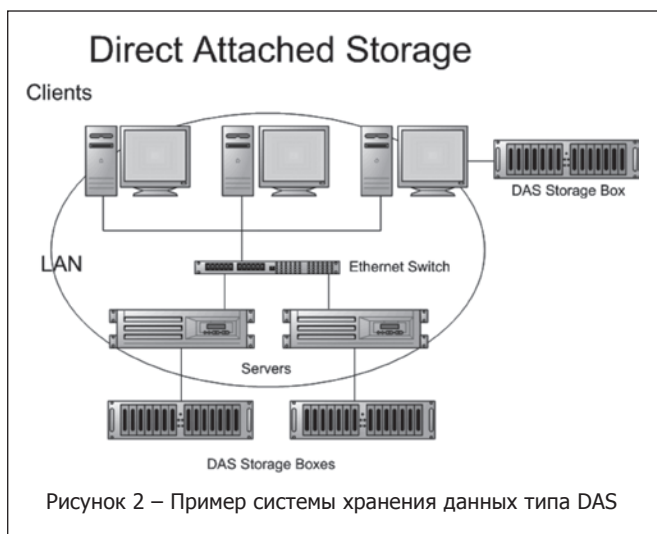 Direct Attached Storage
Clients
DAS Storage Box
LAN
Ethernet Switch
Servers
DAS Storage Boxes
Рисунок 2 – Пример системы хранения данных типа DAS